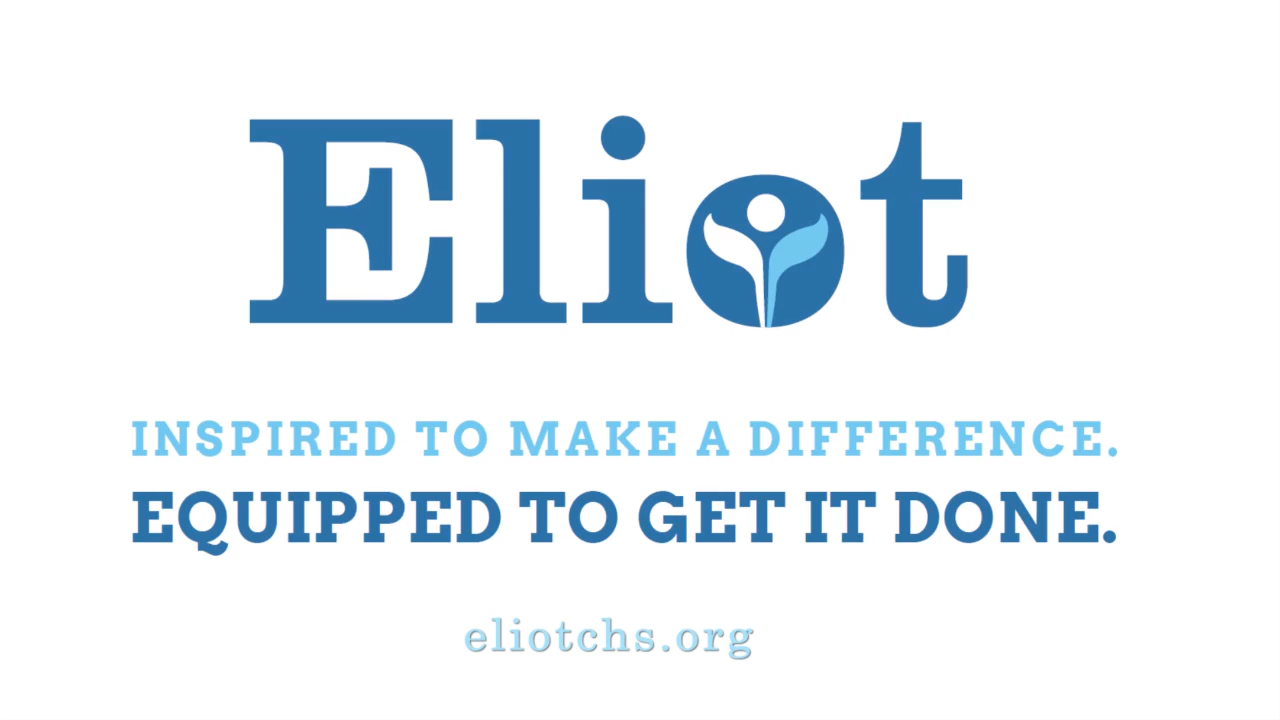 Eliot
INSPIRED TO MAKE A DIFFERENCE.
EQUIPPED TO GET IT DONE.
eliotchs.org